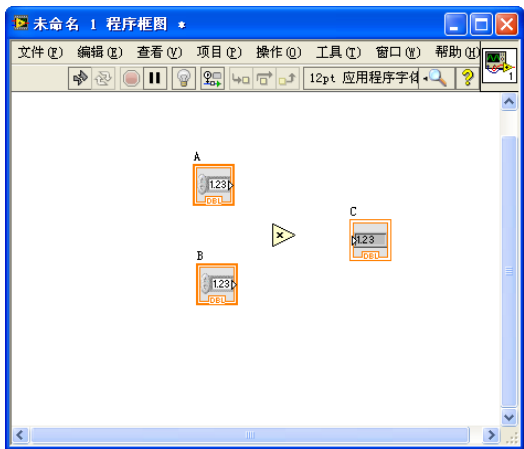 未命名 1 程序框图 *
文件(F) 编辑(E) 查看(V) 项目(P) 操作(O) 工具(T) 窗口(W) 帮助(H)
12pt 应用程序字体
1
A
1.23
DBL
C
1.23
DBL
B
1.23
DBL